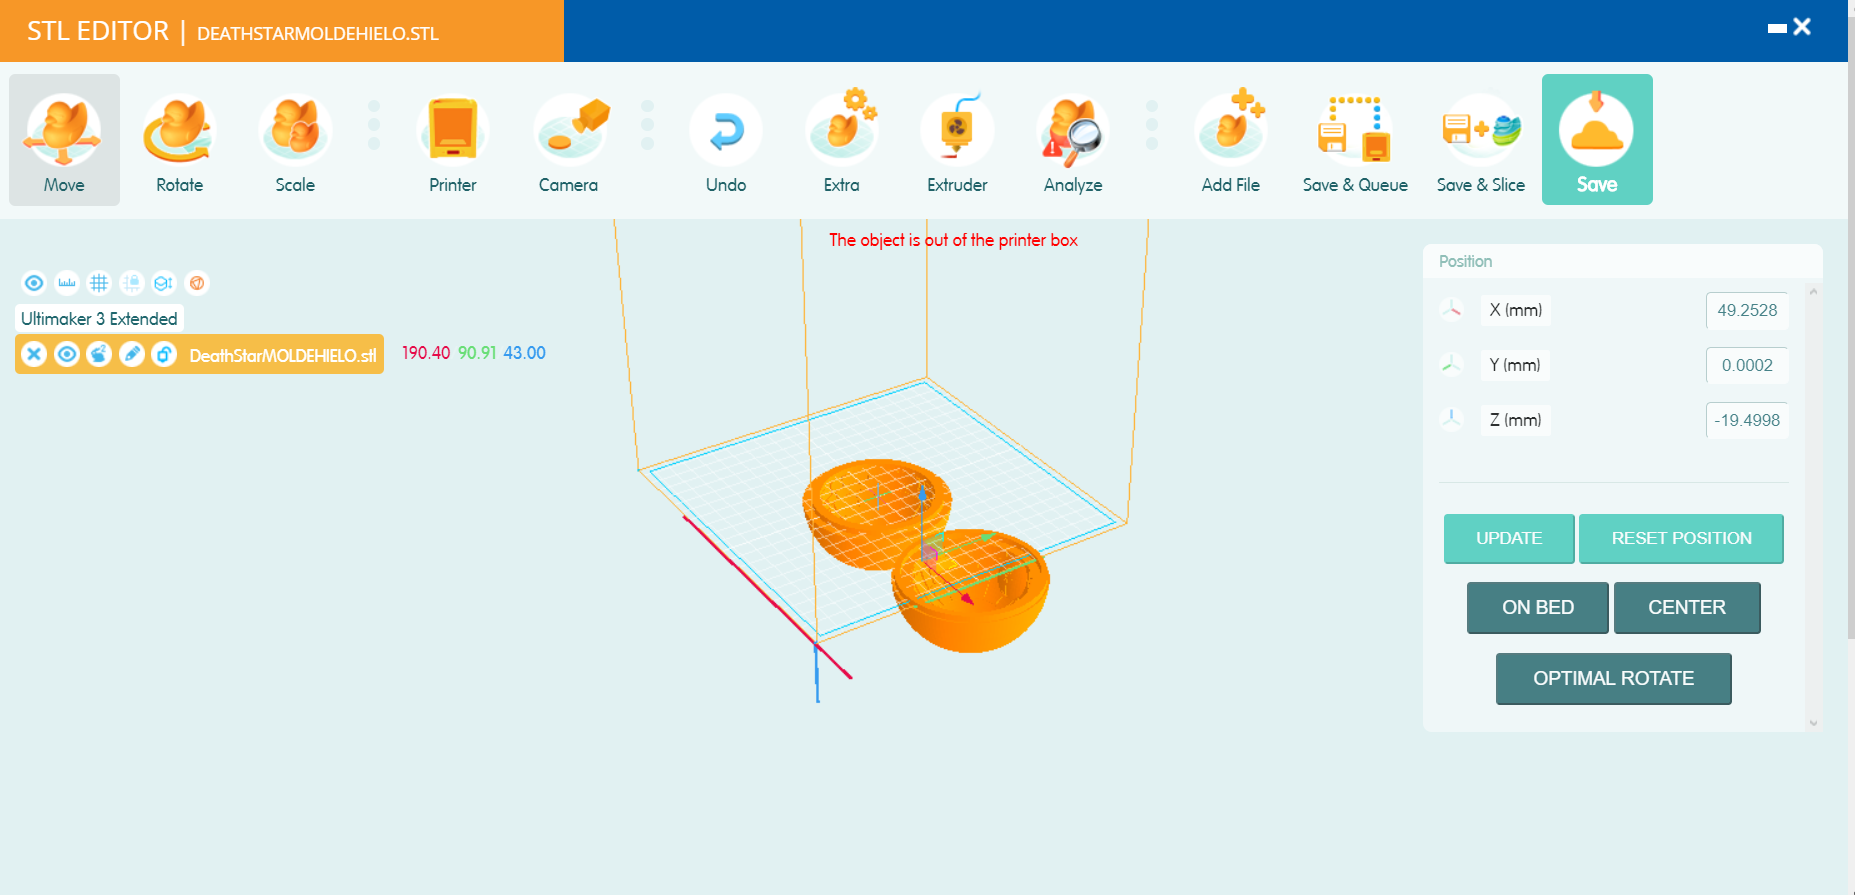 STL EDITOR | DEATHSTARMOLDEHIELO.STL
Move Rotate Scale Printer Camera Undo Extra Extruder Analyze Add File Save & Queue Save & Slice Save
The object is out of the printer box
Position
Ultimaker 3 Extended
X (mm) 49.2528
DeathStarMOLDEHIELO.stl 190.40 90.91 43.00
Y (mm) 0.0002
Z (mm) -19.4998
UPDATE RESET POSITION
ON BED CENTER
OPTIMAL ROTATE